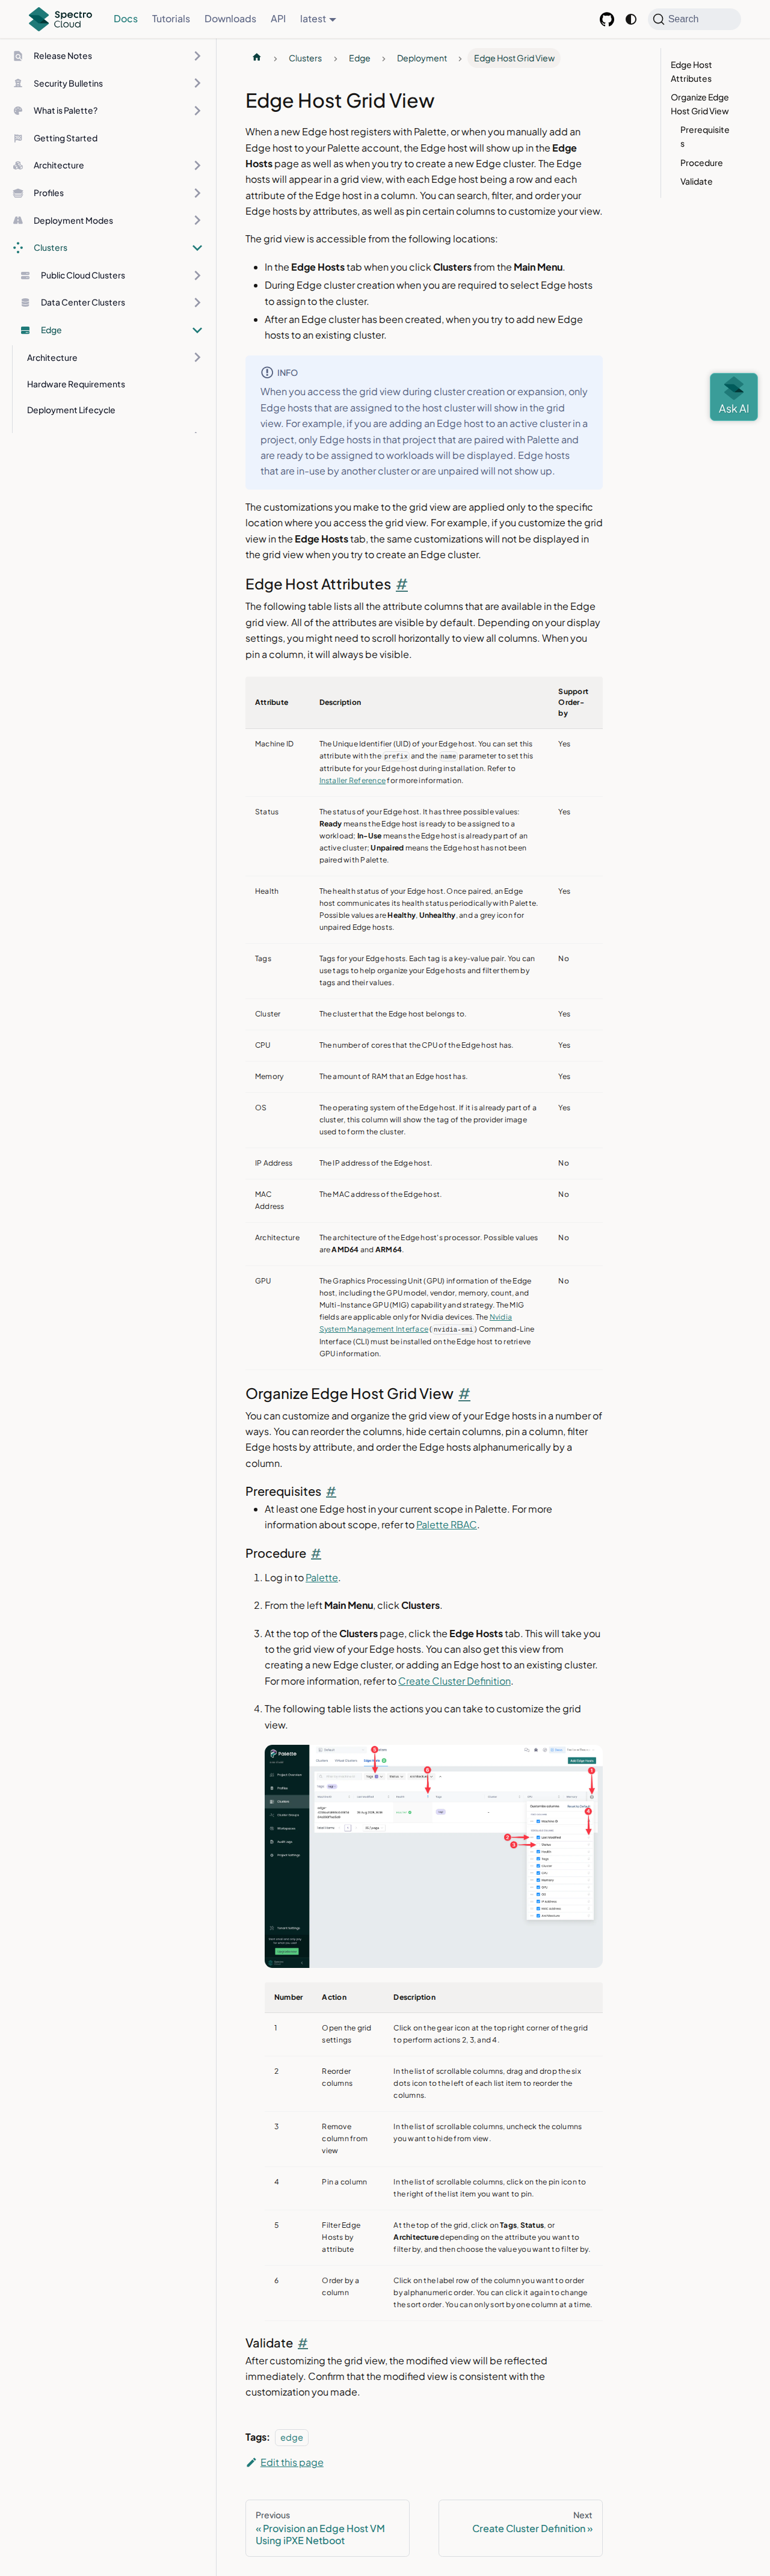 Spectro
Cloud
Docs
Tutorials
Downloads
API
latest
Search
Release Notes
Security Bulletins
What is Palette?
Getting Started
Architecture
Profiles
Deployment Modes
Clusters
Public Cloud Clusters
Data Center Clusters
Edge
Architecture
Hardware Requirements
Deployment Lifecycle
Clusters
Edge
Deployment
Edge Host Grid View
Edge Host
Attributes
Organize Edge
Host Grid View
Prerequisite
s
Procedure
Validate
Ask AI
Edge Host Grid View
When a new Edge host registers with Palette, or when you manually add an
Edge host to your Palette account, the Edge host will show up in the Edge
Hosts page as well as when you try to create a new Edge cluster. The Edge
hosts will appear in a grid view, with each Edge host being a row and each
attribute of the Edge host in a column. You can search, filter, and order your
Edge hosts by attributes, as well as pin certain columns to customize your view.
The grid view is accessible from the following locations:
In the Edge Hosts tab when you click Clusters from the Main Menu.
During Edge cluster creation when you are required to select Edge hosts
to assign to the cluster.
After an Edge cluster has been created, when you try to add new Edge
hosts to an existing cluster.
INFO
When you access the grid view during cluster creation or expansion, only
Edge hosts that are assigned to the host cluster will show in the grid
view. For example, if you are adding an Edge host to an active cluster in a
project, only Edge hosts in that project that are paired with Palette and
are ready to be assigned to workloads will be displayed. Edge hosts
that are in-use by another cluster or are unpaired will not show up.
The customizations you make to the grid view are applied only to the specific
location where you access the grid view. For example, if you customize the grid
view in the Edge Hosts tab, the same customizations will not be displayed in
the grid view when you try to create an Edge cluster.
Edge Host Attributes #
The following table lists all the attribute columns that are available in the Edge
grid view. All of the attributes are visible by default. Depending on your display
settings, you might need to scroll horizontally to view all columns. When you
pin a column, it will always be visible.
Attribute
Description
Support
Order-
by
Machine ID
The Unique Identifier (UID) of your Edge host. You can set this
attribute with the prefix and the name parameter to set this
attribute for your Edge host during installation. Refer to
Installer Reference for more information.
Yes
Status
The status of your Edge host. It has three possible values:
Ready means the Edge host is ready to be assigned to a
workload; In-Use means the Edge host is already part of an
active cluster; Unpaired means the Edge host has not been
paired with Palette.
Yes
Health
The health status of your Edge host. Once paired, an Edge
host communicates its health status periodically with Palette.
Possible values are Healthy, Unhealthy, and a grey icon for
unpaired Edge hosts.
Yes
Tags
Tags for your Edge hosts. Each tag is a key-value pair. You can
use tags to help organize your Edge hosts and filter them by
tags and their values.
No
Cluster
The cluster that the Edge host belongs to.
Yes
CPU
The number of cores that the CPU of the Edge host has.
Yes
Memory
The amount of RAM that an Edge host has.
Yes
OS
The operating system of the Edge host. If it is already part of a
cluster, this column will show the tag of the provider image
used to form the cluster.
Yes
IP Address
The IP address of the Edge host.
No
MAC
Address
The MAC address of the Edge host.
No
Architecture
The architecture of the Edge host's processor. Possible values
are AMD64 and ARM64.
No
GPU
The Graphics Processing Unit (GPU) information of the Edge
host, including the GPU model, vendor, memory, count, and
Multi-Instance GPU (MIG) capability and strategy. The MIG
fields are applicable only for Nvidia devices. The Nvidia
System Management Interface (nvidia-smi) Command-Line
Interface (CLI) must be installed on the Edge host to retrieve
GPU information.
No
Organize Edge Host Grid View #
You can customize and organize the grid view of your Edge hosts in a number of
ways. You can reorder the columns, hide certain columns, pin a column, filter
Edge hosts by attribute, and order the Edge hosts alphanumerically by a
column.
Prerequisites #
At least one Edge host in your current scope in Palette. For more
information about scope, refer to Palette RBAC.
Procedure #
1. Log in to Palette.
2. From the left Main Menu, click Clusters.
3. At the top of the Clusters page, click the Edge Hosts tab. This will take you
to the grid view of your Edge hosts. You can also get this view from
creating a new Edge cluster, or adding an Edge host to an existing cluster.
For more information, refer to Create Cluster Definition.
4. The following table lists the actions you can take to customize the grid
view.
Palette
Project Overview
Profiles
Clusters
Cluster Groups
Workspaces
Audit Logs
Project Settings
Tenant Settings
Number
Action
Description
1
Open the grid
settings
Click on the gear icon at the top right corner of the grid
to perform actions 2, 3, and 4.
2
Reorder
columns
In the list of scrollable columns, drag and drop the six
dots icon to the left of each list item to reorder the
columns.
3
Remove
column from
view
In the list of scrollable columns, uncheck the columns
you want to hide from view.
4
Pin a column
In the list of scrollable columns, click on the pin icon to
the right of the list item you want to pin.
5
Filter Edge
Hosts by
attribute
At the top of the grid, click on Tags, Status, or
Architecture depending on the attribute you want to
filter by, and then choose the value you want to filter by.
6
Order by a
column
Click on the label row of the column you want to order
by alphanumeric order. You can click it again to change
the sort order. You can only sort by one column at a time.
Validate #
After customizing the grid view, the modified view will be reflected
immediately. Confirm that the modified view is consistent with the
customization you made.
Tags:
edge
Edit this page
Previous
« Provision an Edge Host VM
Using iPXE Netboot
Next
Create Cluster Definition »